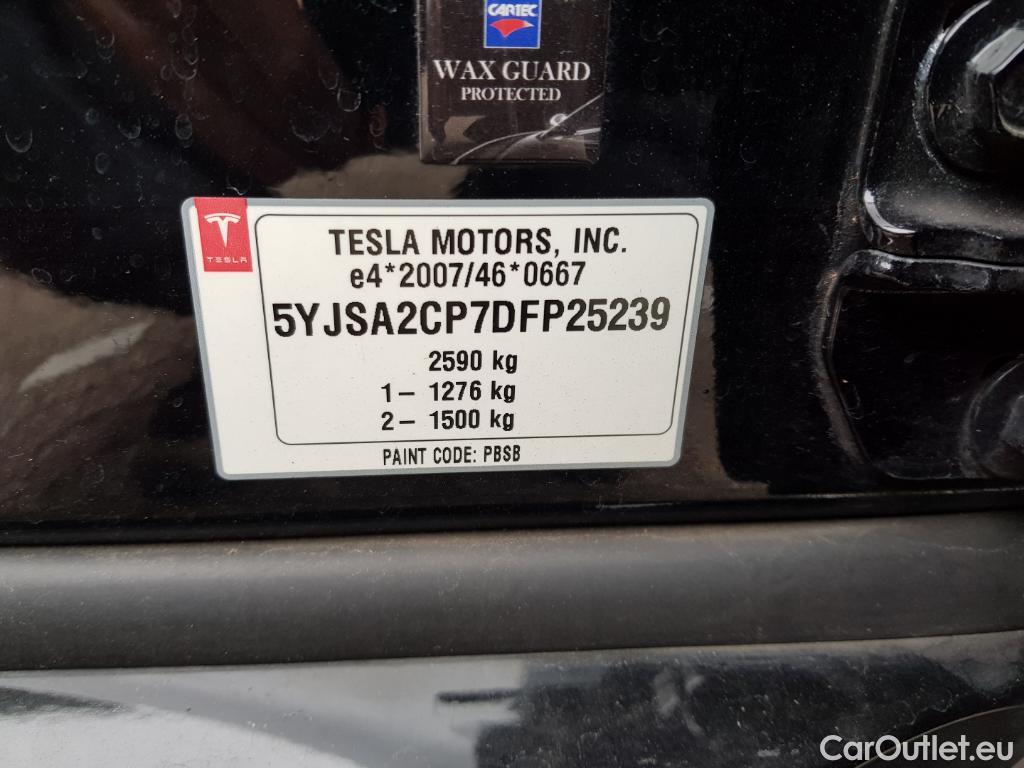 CARTEC
WAX GUARD
PROTECTED
TESLA
TESLA MOTORS, INC.
e4*2007/46*0667
5YJSA2CP7DFP25239
2590 kg
1– 1276 kg
2– 1500 kg
PAINT CODE: PBSB
CarOutlet.eu